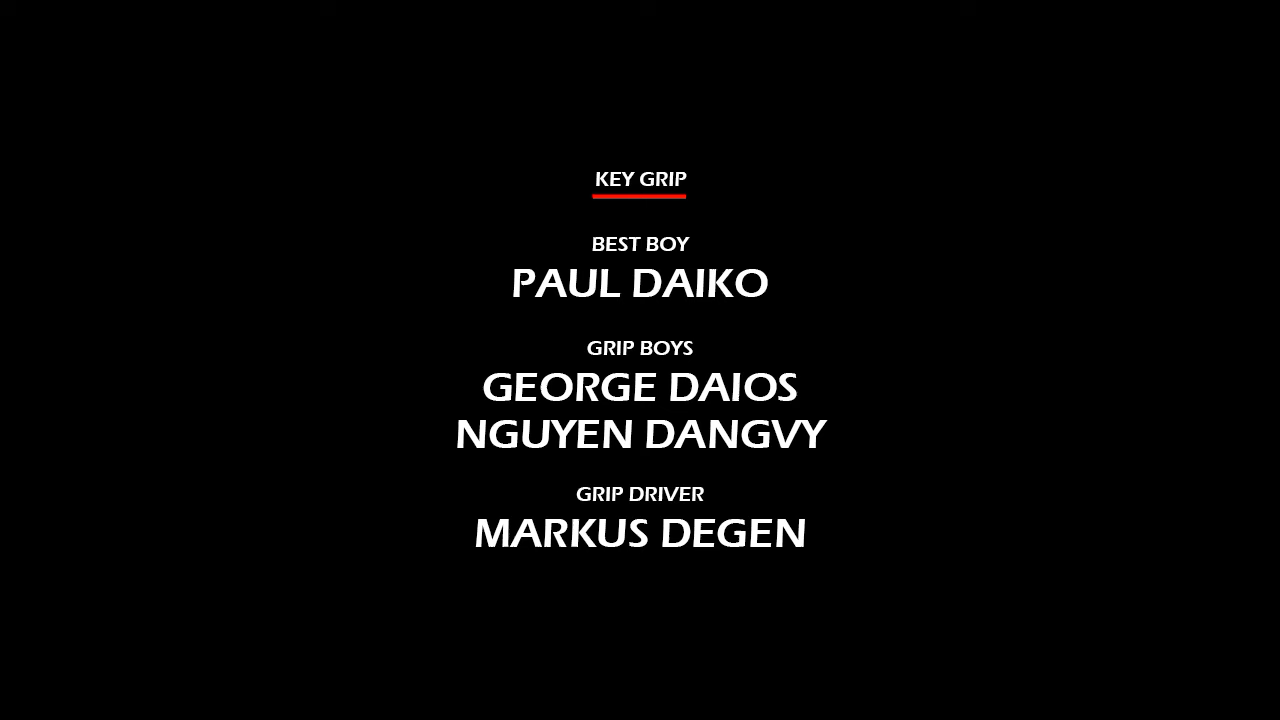 KEY GRIP
BEST BOY
PAUL DAIKO
GRIP BOYS
GEORGE DAIOS
NGUYEN DANGVY
GRIP DRIVER
MARKUS DEGEN